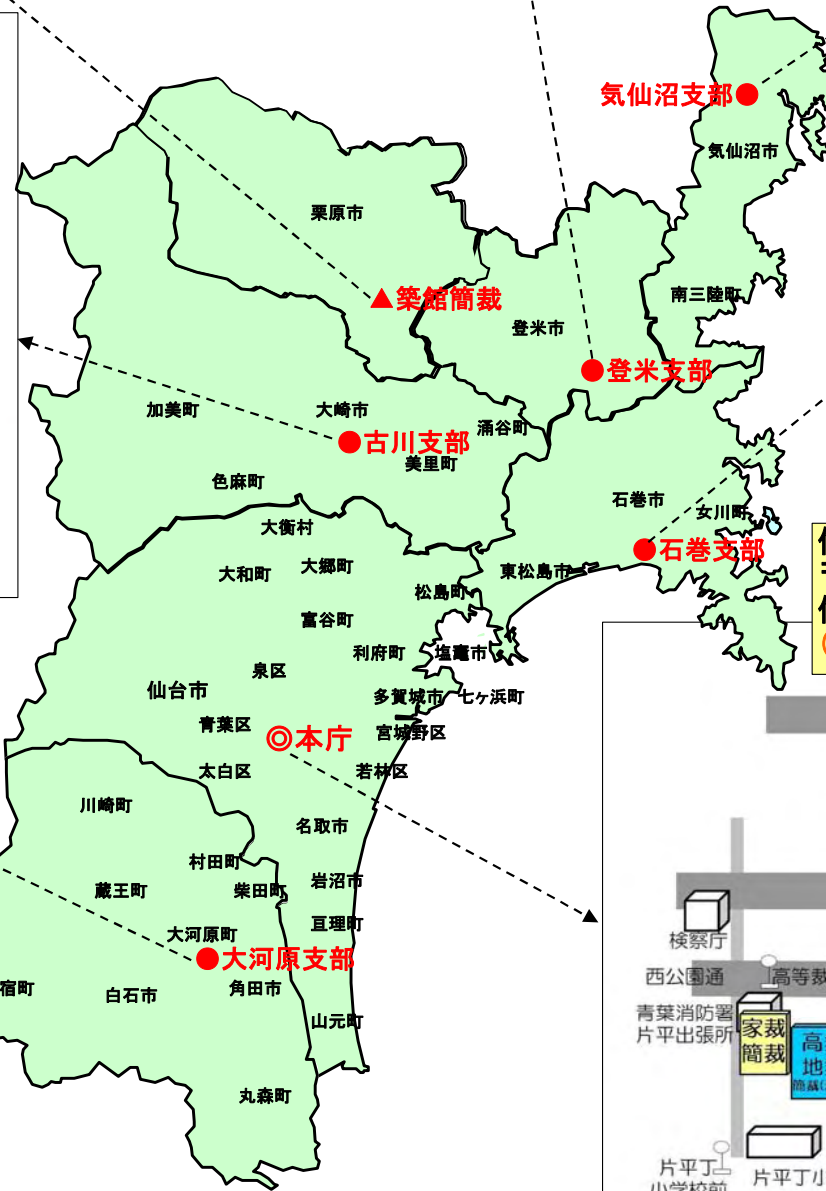 気仙沼支部
気仙沼市
栗原市
南三陸町
築館簡裁
登米市
登米支部
加美町
大崎市
涌谷町
古川支部
美里町
色麻町
石巻市
女川町
大衡村
石巻支部
大和町
大郷町
東松島市
松島町
富谷町
利府町
塩竈市
泉区
仙台市
多賀城市
七ヶ浜町
青葉区
本庁
宮城野区
太白区
若林区
川崎町
名取市
村田町
蔵王町
柴田町
岩沼市
亘理町
大河原町
大河原支部
宿町
白石市
角田市
山元町
丸森町
検察庁
西公園通
高等裁
青葉消防署
片平出張所
家裁
簡裁
高
地
簡裁
片平丁
小学校前
片平丁小